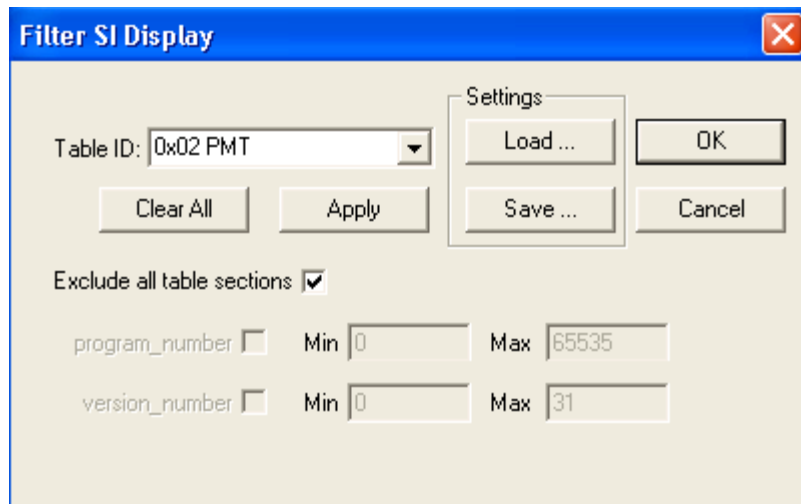 Filter SI Display
Settings
Table ID: 0x02 PMT
Load ...
OK
Clear All
Apply
Save ...
Cancel
Exclude all table sections
program_number Min 0 Max 65535
version_number Min 0 Max 31